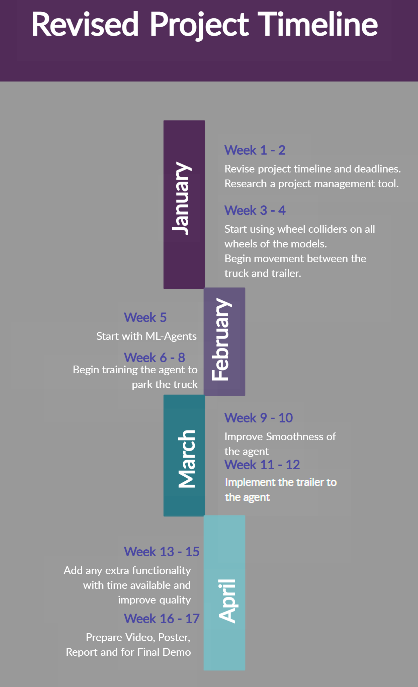 Revised Project Timeline
January
Week 1 - 2
Revise project timeline and deadlines.
Research a project management tool.
Week 3 - 4
Start using wheel colliders on all
wheels of the models.
Begin movement between the
truck and trailer.
February
Week 5
Start with ML-Agents
Week 6 - 8
Begin training the agent to
park the truck
March
Week 9 - 10
Improve Smoothness of
the agent
Week 11 - 12
Implement the trailer to
the agent
April
Week 13 - 15
Add any extra functionality
with time available and
improve quality
Week 16 - 17
Prepare Video, Poster,
Report and for Final Demo